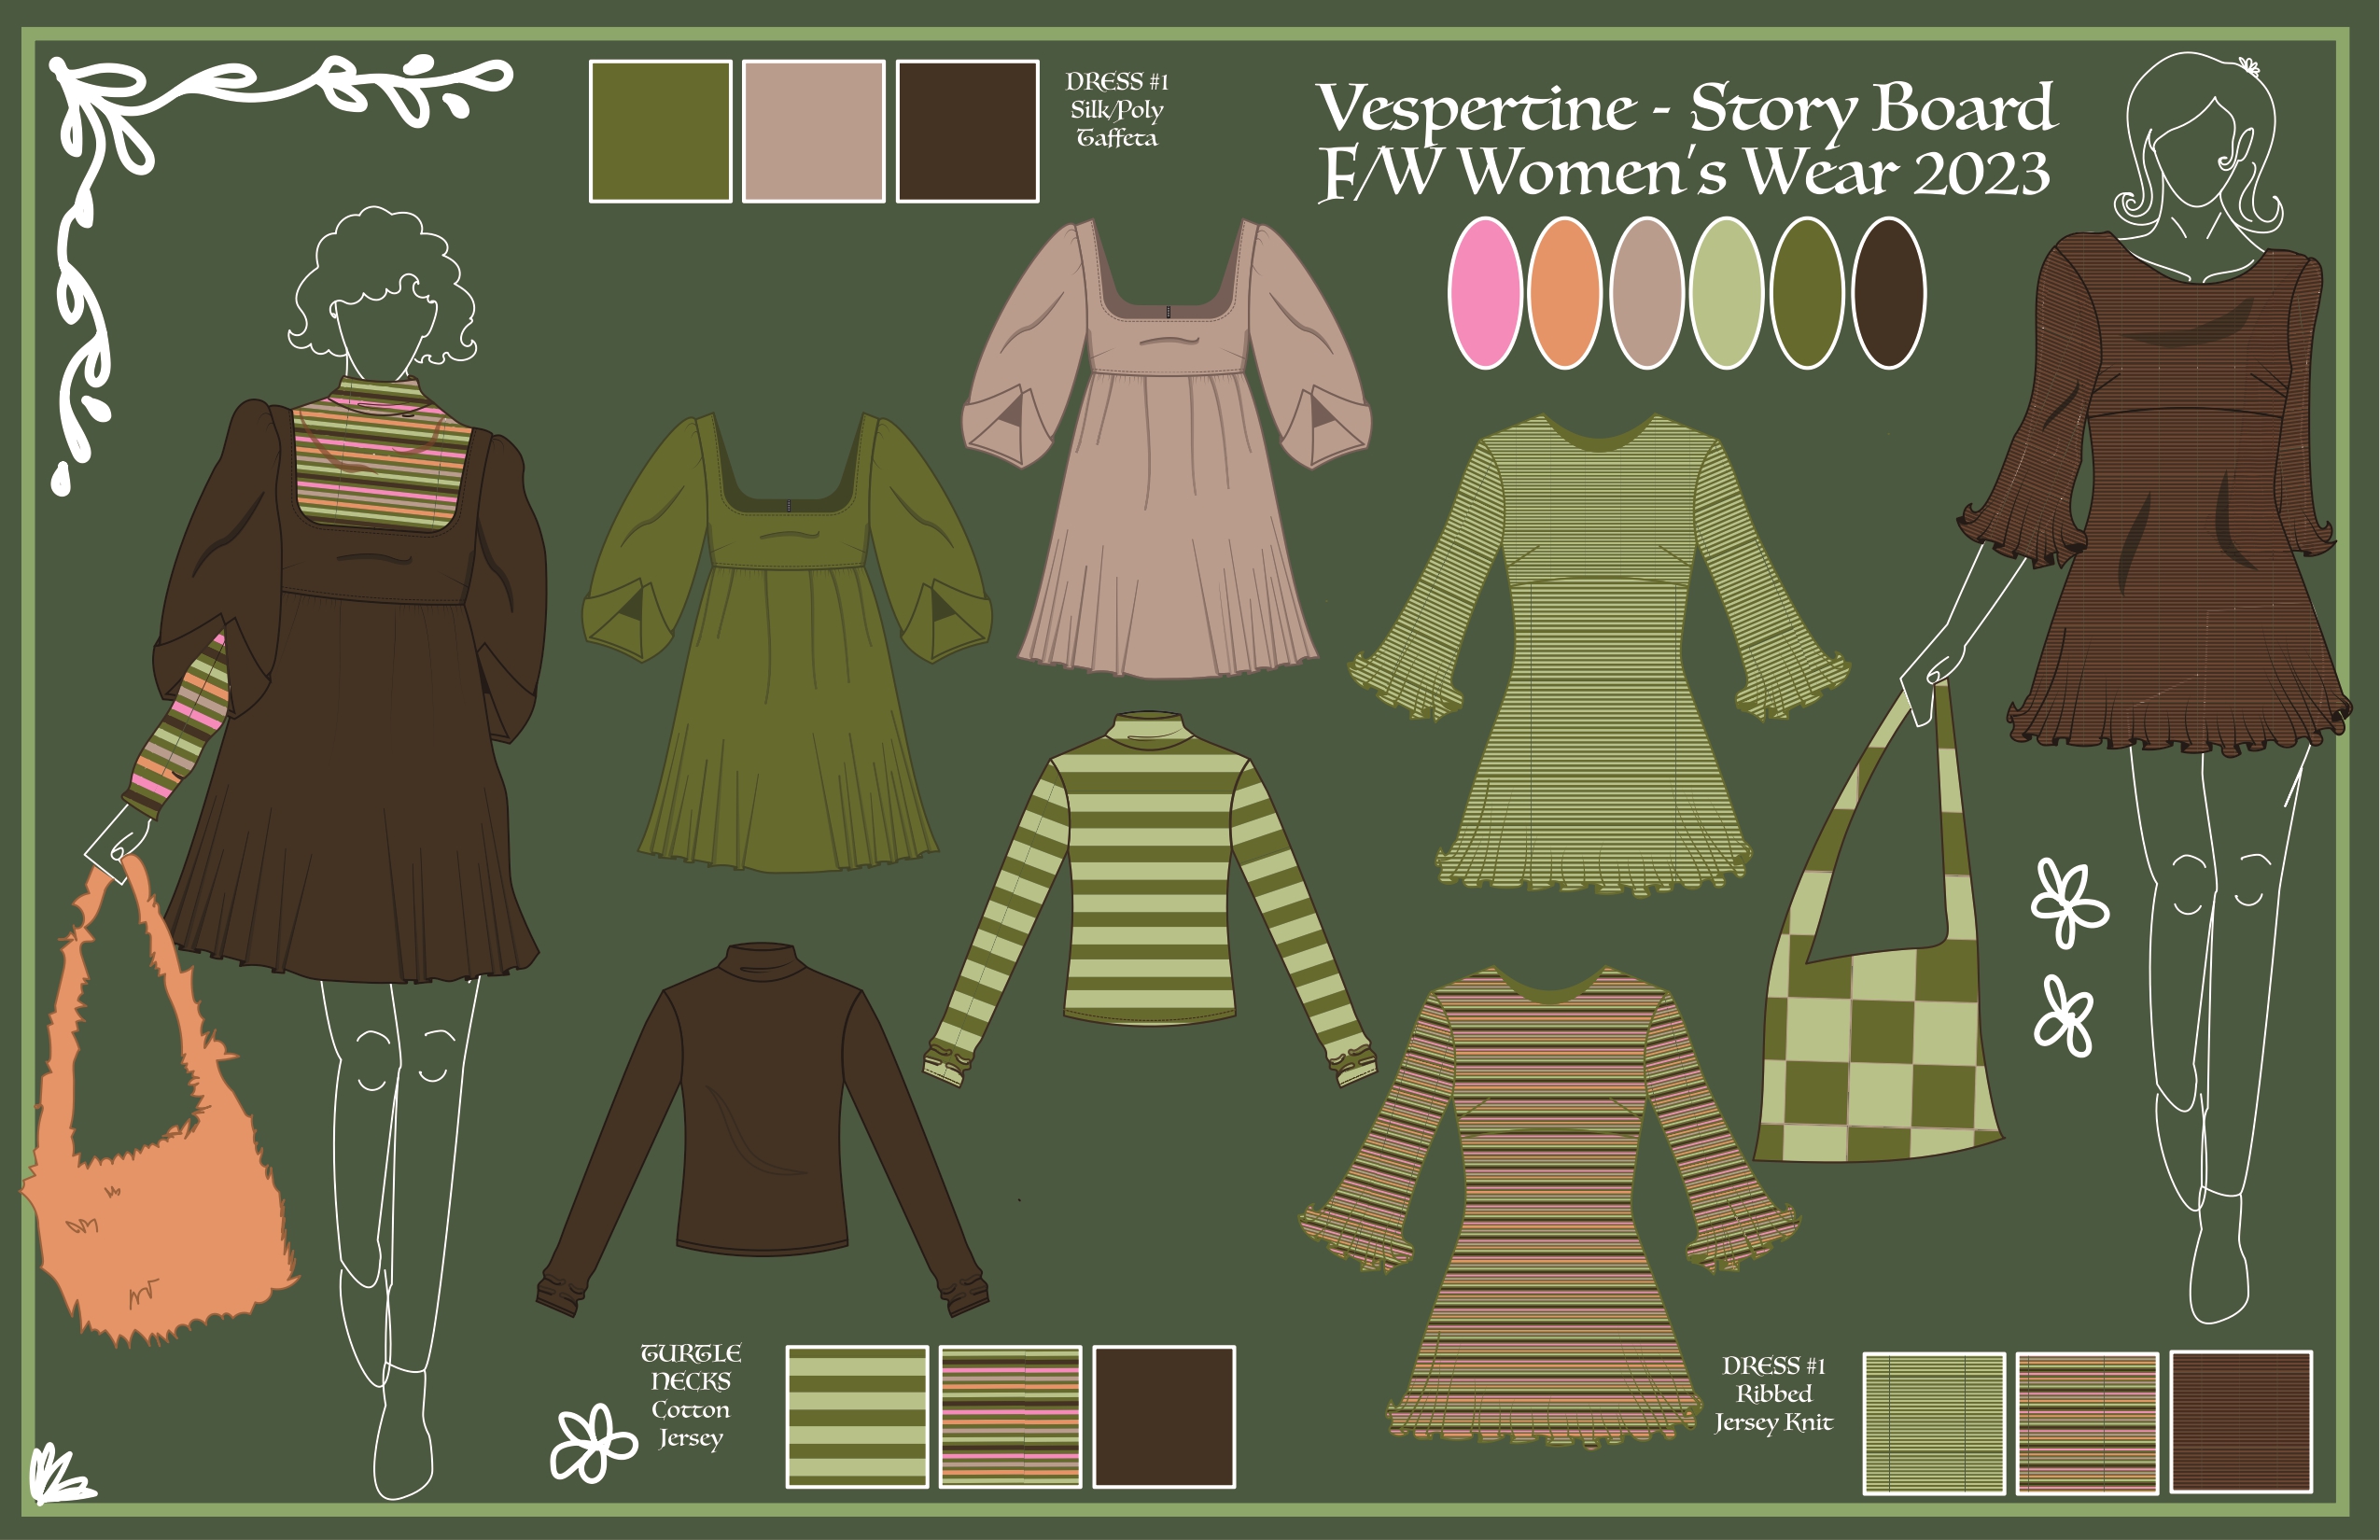 DRESS #1
Silk/Poly
Taffeta
Vespertine - Story Board
F/W Women's Wear 2023
TURTLE
NECKS
Cotton
Jersey
DRESS #1
Ribbed
Jersey Knit